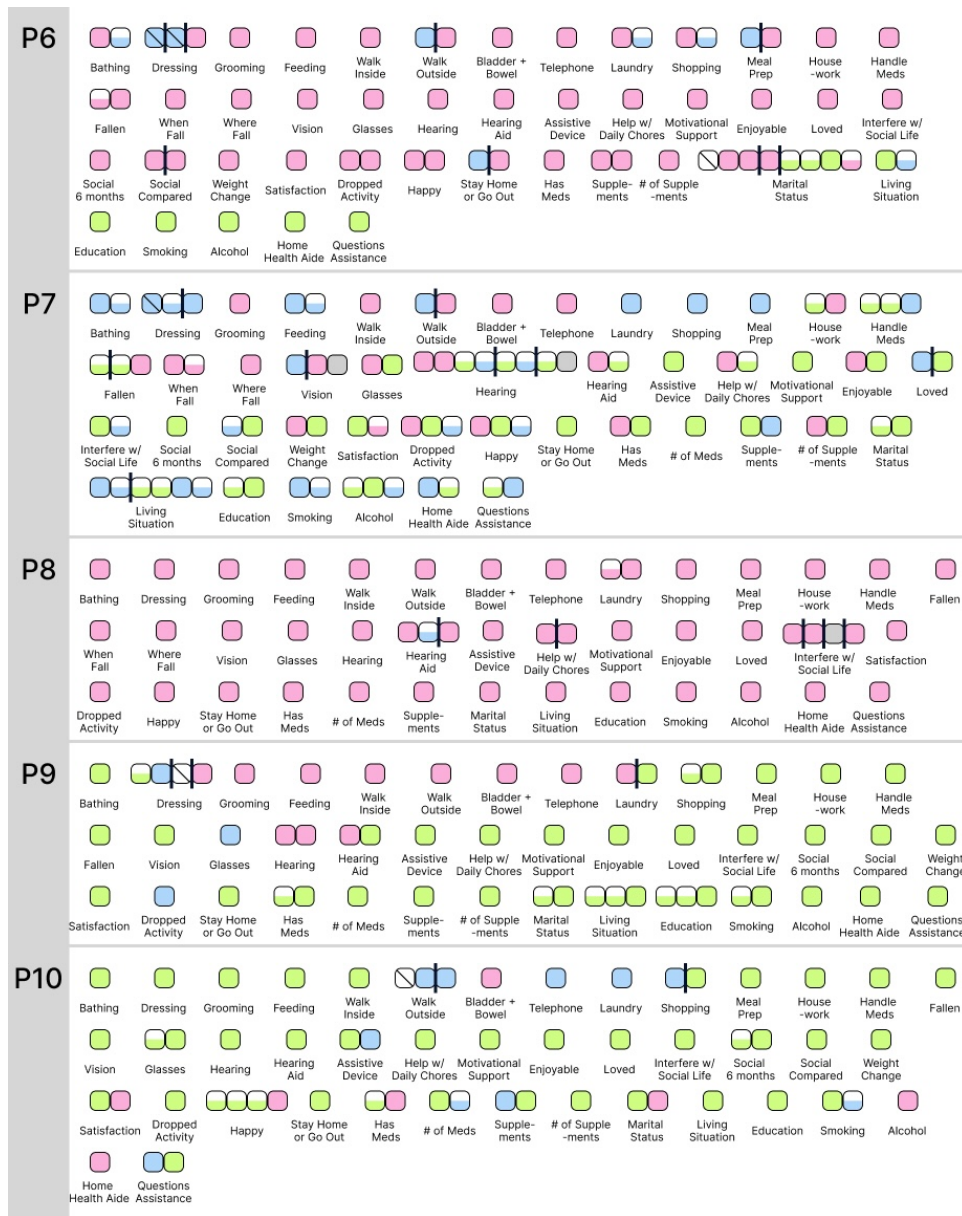 P6
Bathing Dressing Grooming Feeding Walk Inside Walk Outside Bladder + Bowel Telephone Laundry Shopping Meal Prep House -work Handle Meds
Fallen When Fall Where Fall Vision Glasses Hearing Hearing Aid Assistive Device Help w/ Daily Chores Motivational Support Enjoyable Loved Interfere w/ Social Life
Social 6 months Social Compared Weight Change Satisfaction Dropped Activity Happy Stay Home or Go Out Has Meds Supple- ments # of Supple -ments Marital Status Living Situation
Education Smoking Alcohol Home Health Aide Questions Assistance
P7
Bathing Dressing Grooming Feeding Walk Inside Walk Outside Bladder + Bowel Telephone Laundry Shopping Meal Prep House -work Handle Meds
Fallen When Fall Where Fall Vision Glasses Hearing Hearing Aid Assistive Device Help w/ Daily Chores Motivational Support Enjoyable Loved
Interfere w/ Social Life Social 6 months Social Compared Weight Change Satisfaction Dropped Activity Happy Stay Home or Go Out Has Meds # of Meds Supple- ments # of Supple -ments Marital Status
Living Situation Education Smoking Alcohol Home Health Aide Questions Assistance
P8
Bathing Dressing Grooming Feeding Walk Inside Walk Outside Bladder + Bowel Telephone Laundry Shopping Meal Prep House -work Handle Meds Fallen
When Fall Where Fall Vision Glasses Hearing Hearing Aid Assistive Device Help w/ Daily Chores Motivational Support Enjoyable Loved Interfere w/ Social Life Satisfaction
Dropped Activity Happy Stay Home or Go Out Has Meds # of Meds Supple- ments Marital Status Living Situation Education Smoking Alcohol Home Health Aide Questions Assistance
P9
Bathing Dressing Grooming Feeding Walk Inside Walk Outside Bladder + Bowel Telephone Laundry Shopping Meal Prep House -work Handle Meds
Fallen Vision Glasses Hearing Hearing Aid Assistive Device Help w/ Daily Chores Motivational Support Enjoyable Loved Interfere w/ Social Life Social 6 months Social Compared Weight Change
Satisfaction Dropped Activity Stay Home or Go Out Has Meds # of Meds Supple- ments # of Supple -ments Marital Status Living Situation Education Smoking Alcohol Home Health Aide Questions Assistance
P10
Bathing Dressing Grooming Feeding Walk Inside Walk Outside Bladder + Bowel Telephone Laundry Shopping Meal Prep House -work Handle Meds Fallen
Vision Glasses Hearing Hearing Aid Assistive Device Help w/ Daily Chores Motivational Support Enjoyable Loved Interfere w/ Social Life Social 6 months Social Compared Weight Change
Satisfaction Dropped Activity Happy Stay Home or Go Out Has Meds # of Meds Supple- ments # of Supple -ments Marital Status Living Situation Education Smoking Alcohol
Home Health Aide Questions Assistance